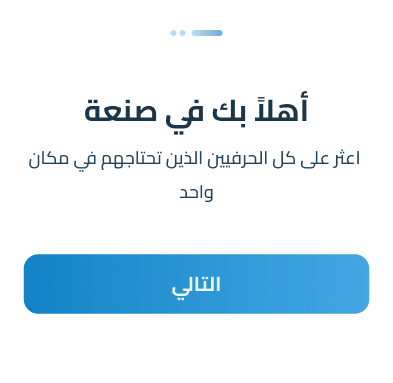 أهلاً بك في صنعة
اعثر على كل الحرفيين الذين تحتاجهم في مكان
واحد
التالي